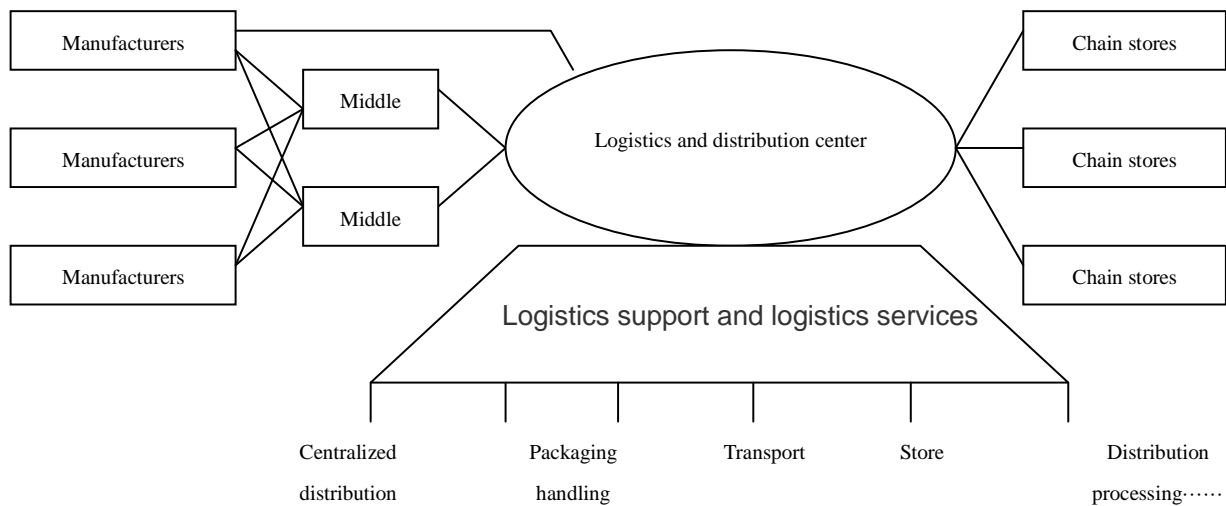 Manufacturers
Chain stores
Middle
Logistics and distribution center
Manufacturers
Chain stores
Middle
Manufacturers
Chain stores
Logistics support and logistics services
Centralized
distribution
Packaging
handling
Transport
Store
Distribution
processing……